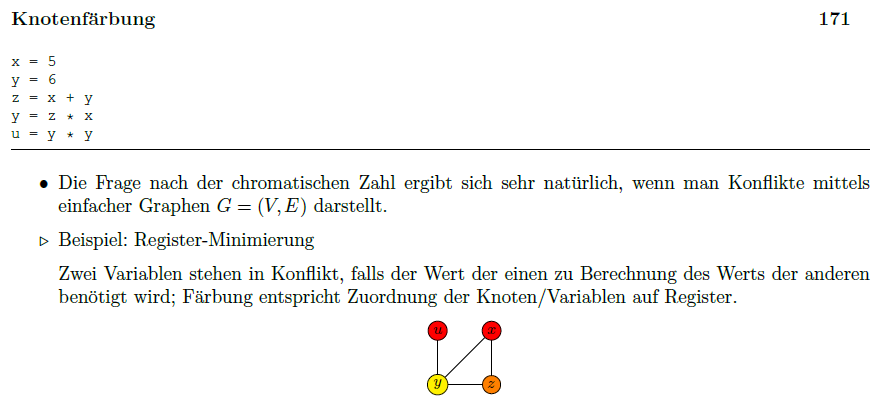 Knotenfärbung 171
x = 5
y = 6
z = x + y
y = z * x
u = y * y
• Die Frage nach der chromatischen Zahl ergibt sich sehr natürlich, wenn man Konflikte mittels
einfacher Graphen G = (V, E) darstellt.
▷ Beispiel: Register-Minimierung
Zwei Variablen stehen in Konflikt, falls der Wert der einen zu Berechnung des Werts der anderen
benötigt wird; Färbung entspricht Zuordnung der Knoten/Variablen auf Register.
u x
y z